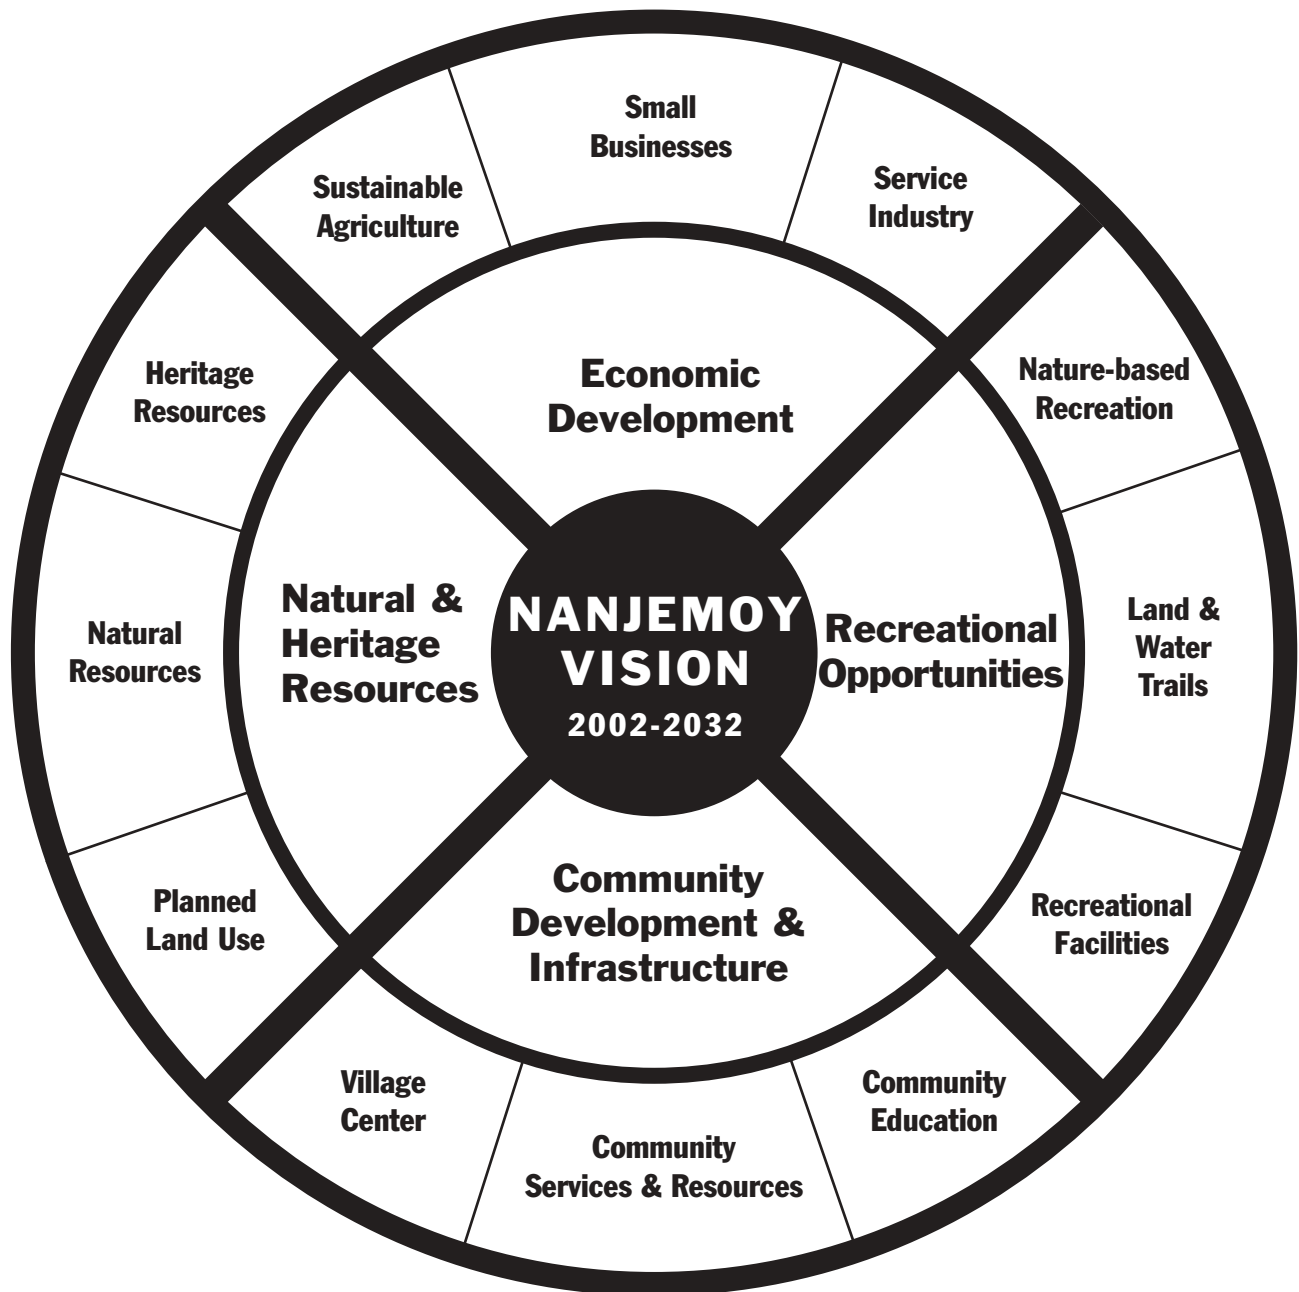 Small
Businesses
Sustainable
Agriculture
Service
Industry
Heritage
Resources
Economic
Development
Nature-based
Recreation
Natural
Resources
Natural &
Heritage
Resources
NANJEMOY
VISION
2002-2032
Recreational
Opportunities
Land &
Water
Trails
Planned
Land Use
Community
Development &
Infrastructure
Recreational
Facilities
Village
Center
Community
Services & Resources
Community
Education